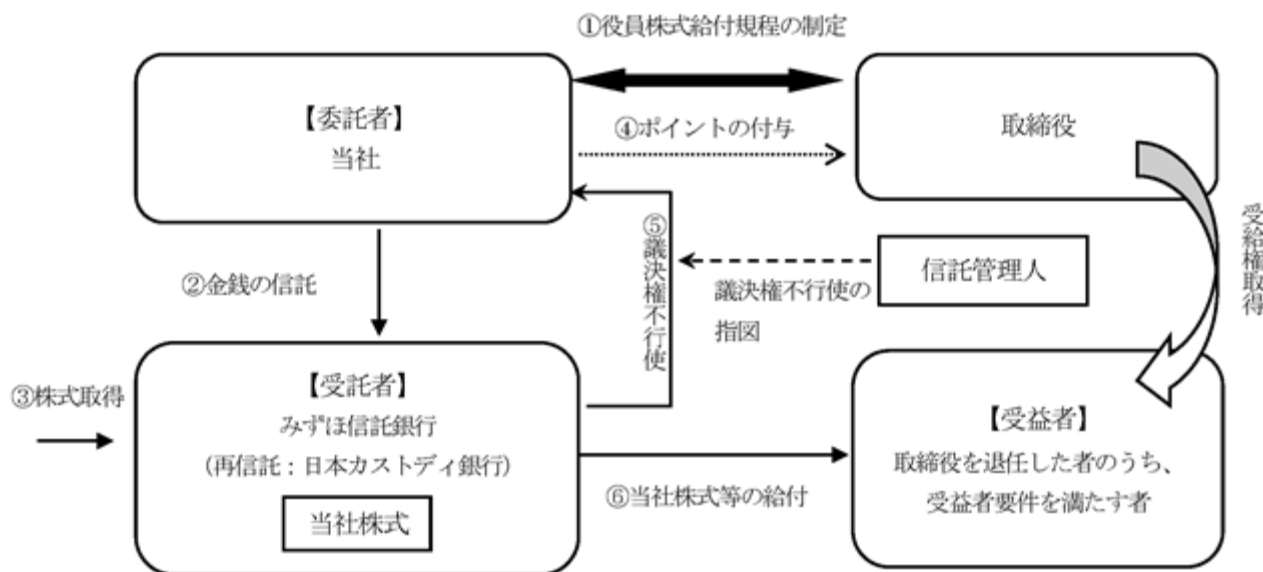 ①役員株式給付規程の制定
【委託者】
当社
④ポイントの付与
取締役
②金銭の信託
⑤議決権不行使
議決権不行使の
指図
信託管理人
受給権取得
③株式取得
【受託者】
みずほ信託銀行
(再信託:日本カストディ銀行)
当社株式
⑥当社株式等の給付
【受益者】
取締役を退任した者のうち、
受益者要件を満たす者